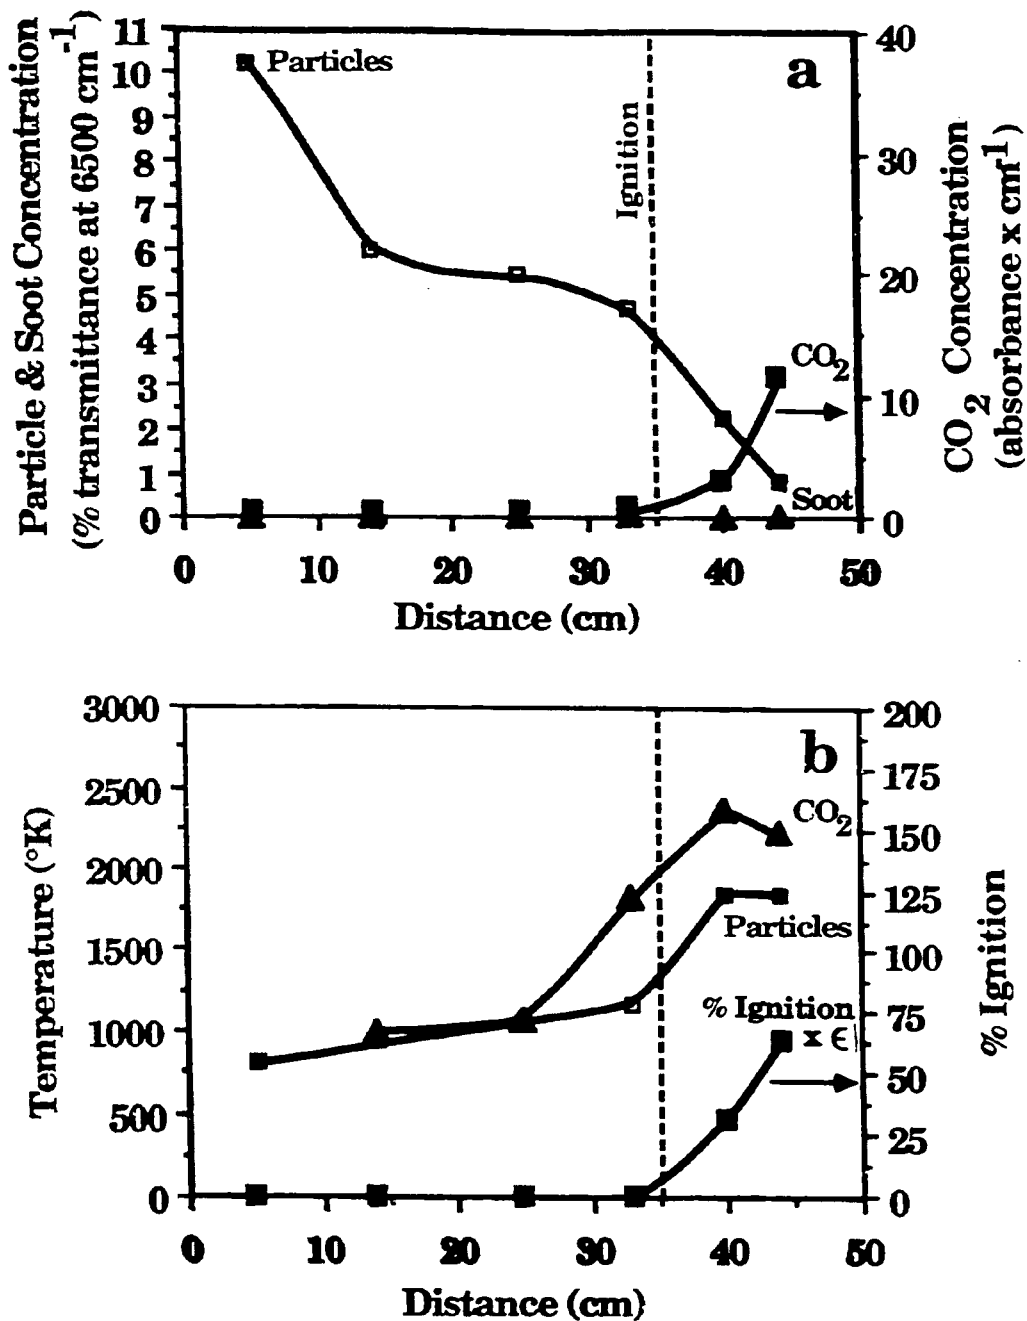 Particle & Soot Concentration
(% transmittance at 6500 cm-1)
11
10
9
8
7
6
5
4
3
2
1
0
Particles
Ignition
a
CO2
Soot
40
30
20
10
0
CO2 Concentration
(absorbance x cm-1)
0 10 20 30 40 50
Distance (cm)
Temperature (°K)
3000
2500
2000
1500
1000
500
0
b
CO2
Particles
% Ignition
x ϵ
200
175
150
125
100
75
50
25
0
% Ignition
0 10 20 30 40 50
Distance (cm)